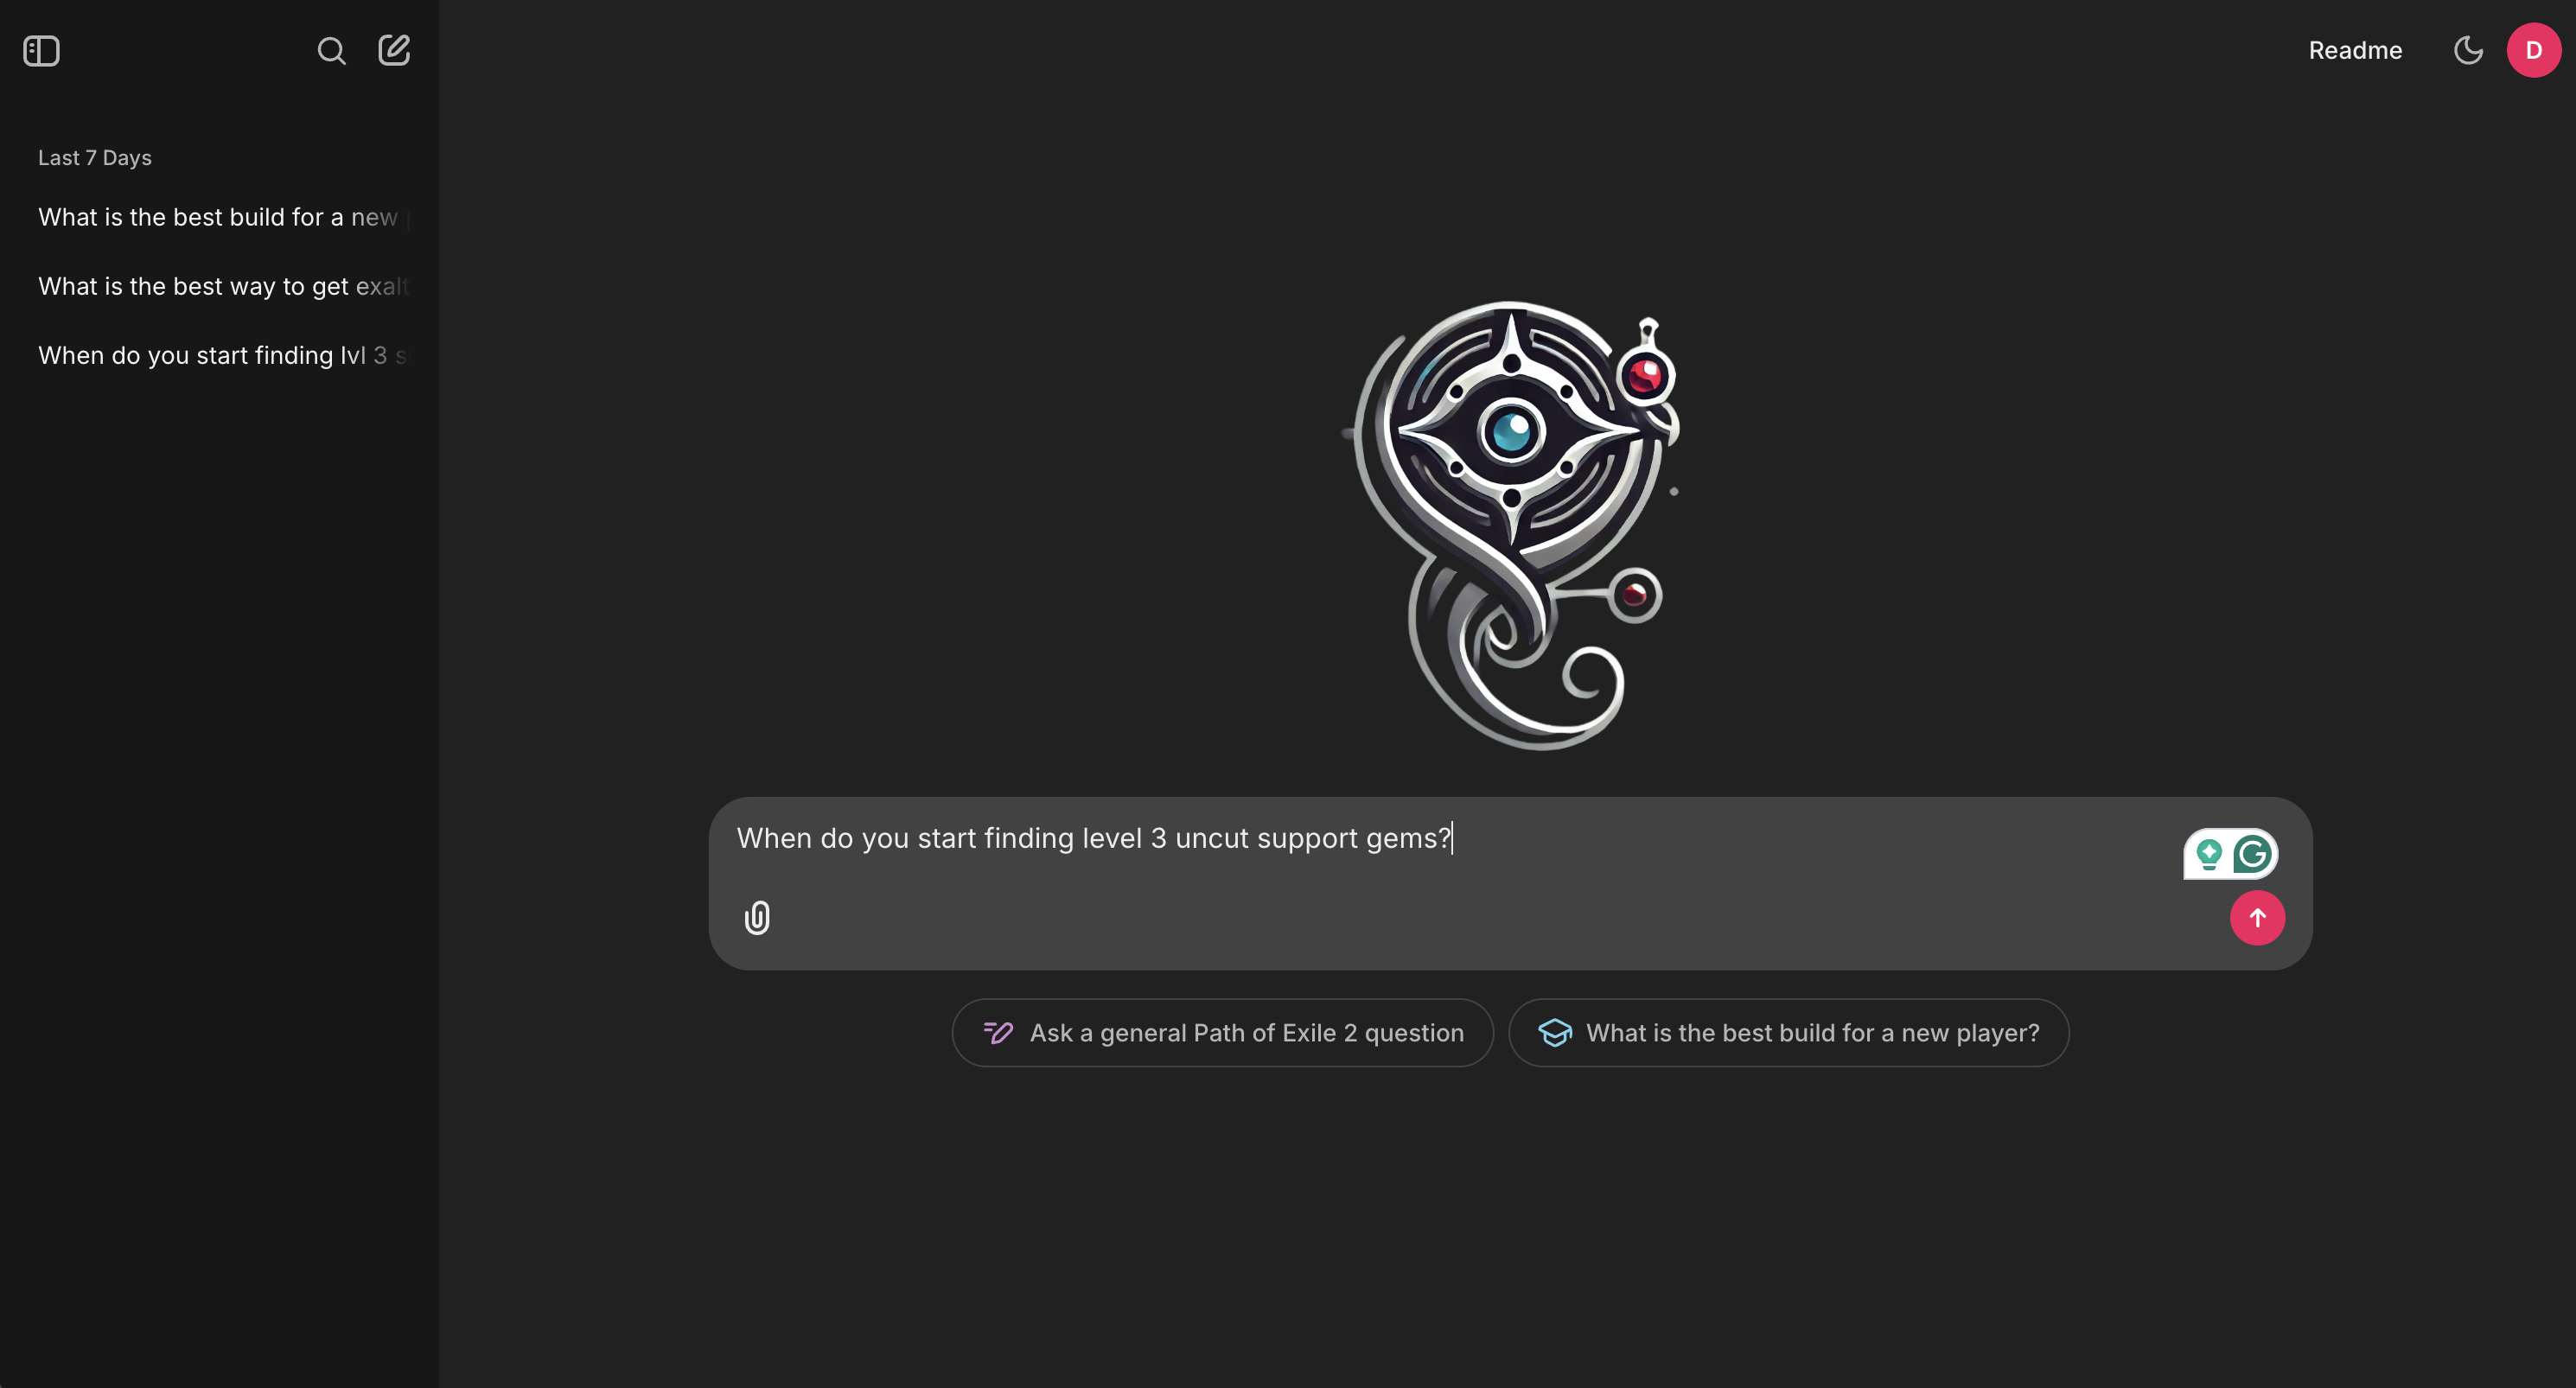 Readme
D
Last 7 Days
What is the best build for a new
What is the best way to get exalt
When do you start finding lvl 3 s
When do you start finding level 3 uncut support gems?
Ask a general Path of Exile 2 question
What is the best build for a new player?